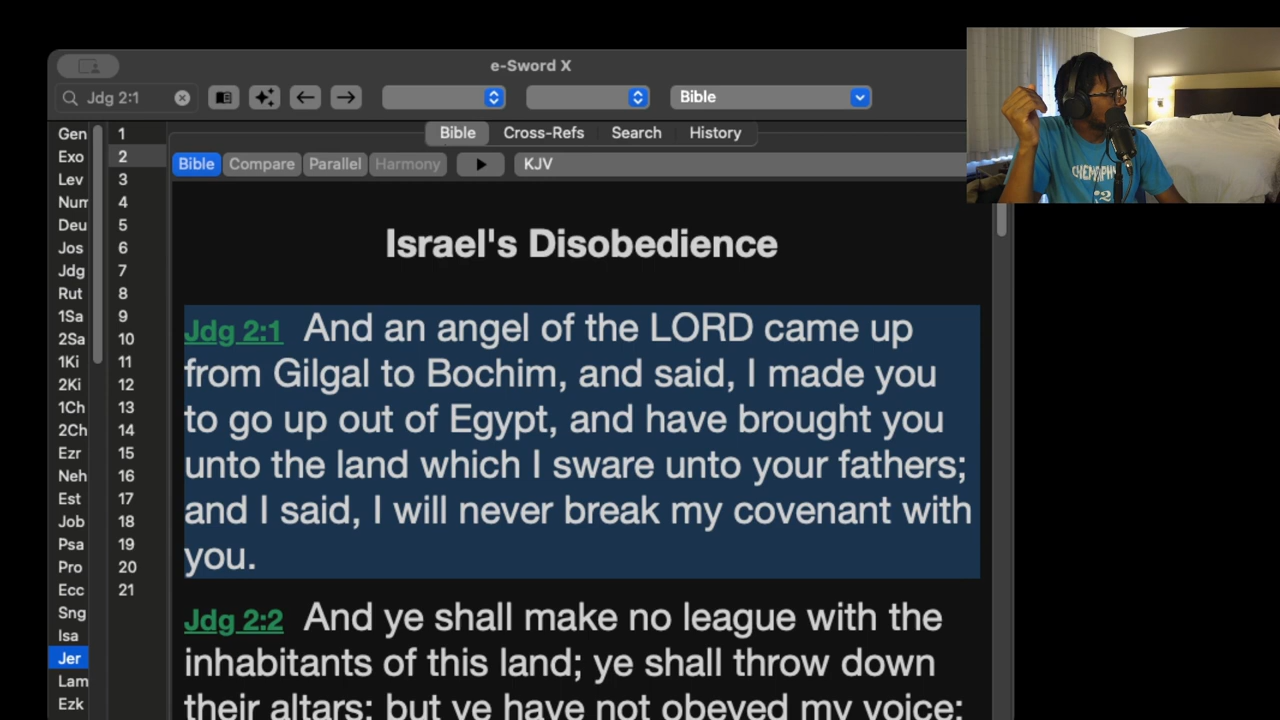 e-Sword X
Jdg 2:1
Bible
Bible Cross-Refs Search History
Bible Compare Parallel Harmony KJV
Gen 1
Exo 2
Lev 3
Num 4
Deu 5
Jos 6
Jdg 7
Rut 8
1Sa 9
2Sa 10
1Ki 11
2Ki 12
1Ch 13
2Ch 14
Ezr 15
Neh 16
Est 17
Job 18
Psa 19
Pro 20
Ecc 21
Sng
Isa
Jer
Lam
Ezk
Israel's Disobedience
Jdg 2:1 And an angel of the LORD came up
from Gilgal to Bochim, and said, I made you
to go up out of Egypt, and have brought you
unto the land which I sware unto your fathers;
and I said, I will never break my covenant with
you.
Jdg 2:2 And ye shall make no league with the
inhabitants of this land; ye shall throw down
their altars: but ye have not obeyed my voice: